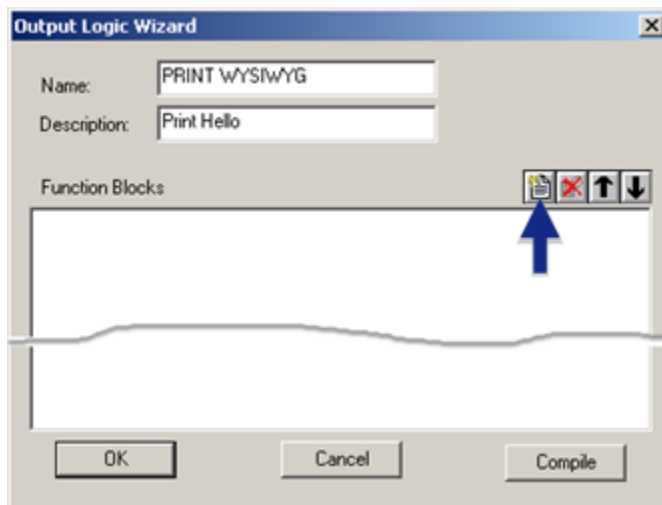 Output Logic Wizard
Name: PRINT WYSIWYG
Description: Print Hello
Function Blocks
OK Cancel Compile